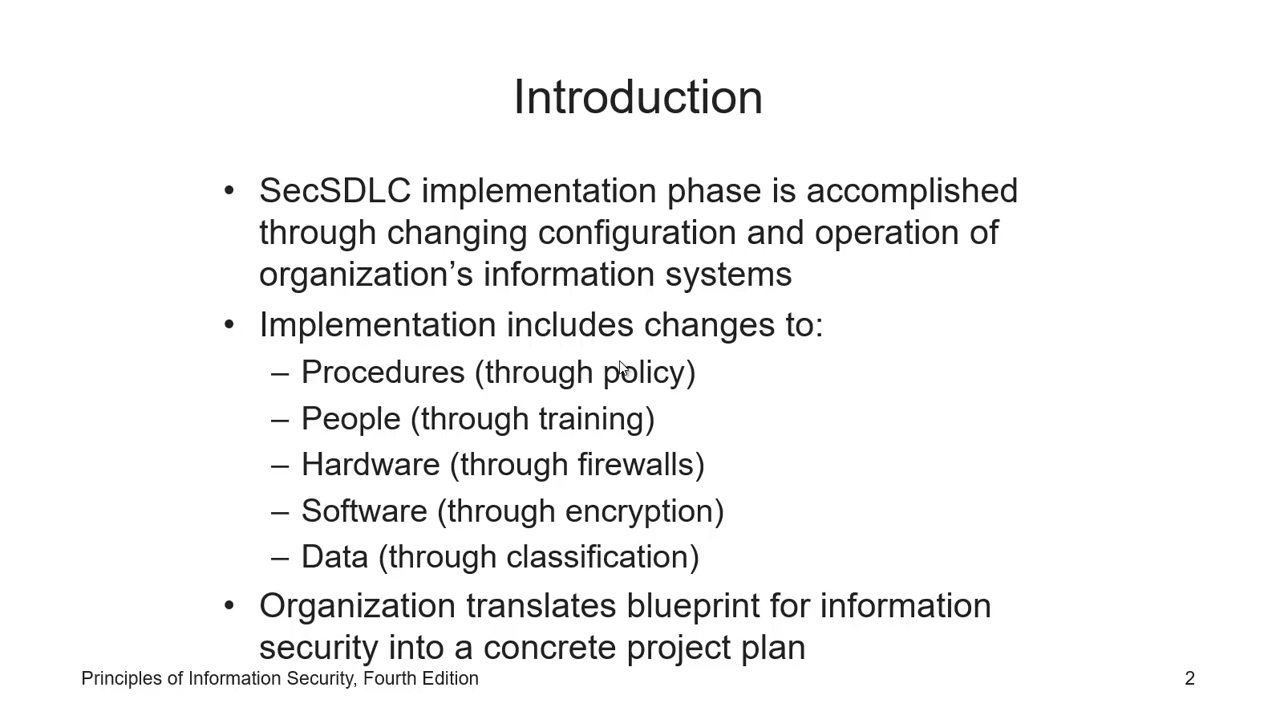 Introduction
• SecSDLC implementation phase is accomplished
through changing configuration and operation of
organization’s information systems
• Implementation includes changes to:
– Procedures (through policy)
– People (through training)
– Hardware (through firewalls)
– Software (through encryption)
– Data (through classification)
• Organization translates blueprint for information
security into a concrete project plan
Principles of Information Security, Fourth Edition
2